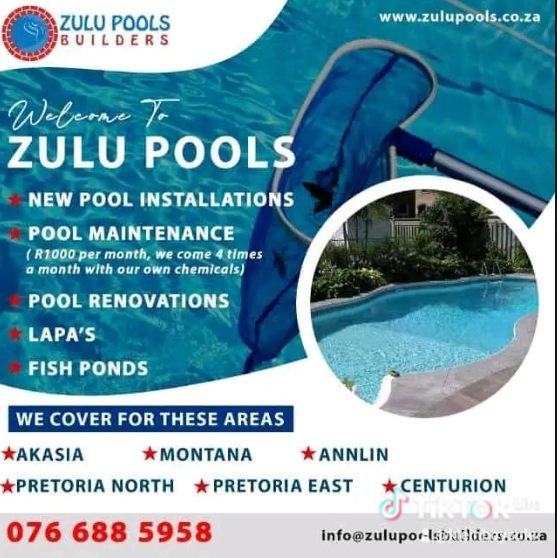 ZULU POOLS
BUILDERS
www.zulupools.co.za
Welcome To
ZULU POOLS
NEW POOL INSTALLATIONS
POOL MAINTENANCE
( R1000 per month, we come 4 times
a month with our own chemicals)
POOL RENOVATIONS
LAPA'S
FISH PONDS
WE COVER FOR THESE AREAS
AKASIA MONTANA ANNLIN
PRETORIA NORTH PRETORIA EAST CENTURION
TikTok Lite
076 688 5958
info@zulupoolsbuilders.co.za